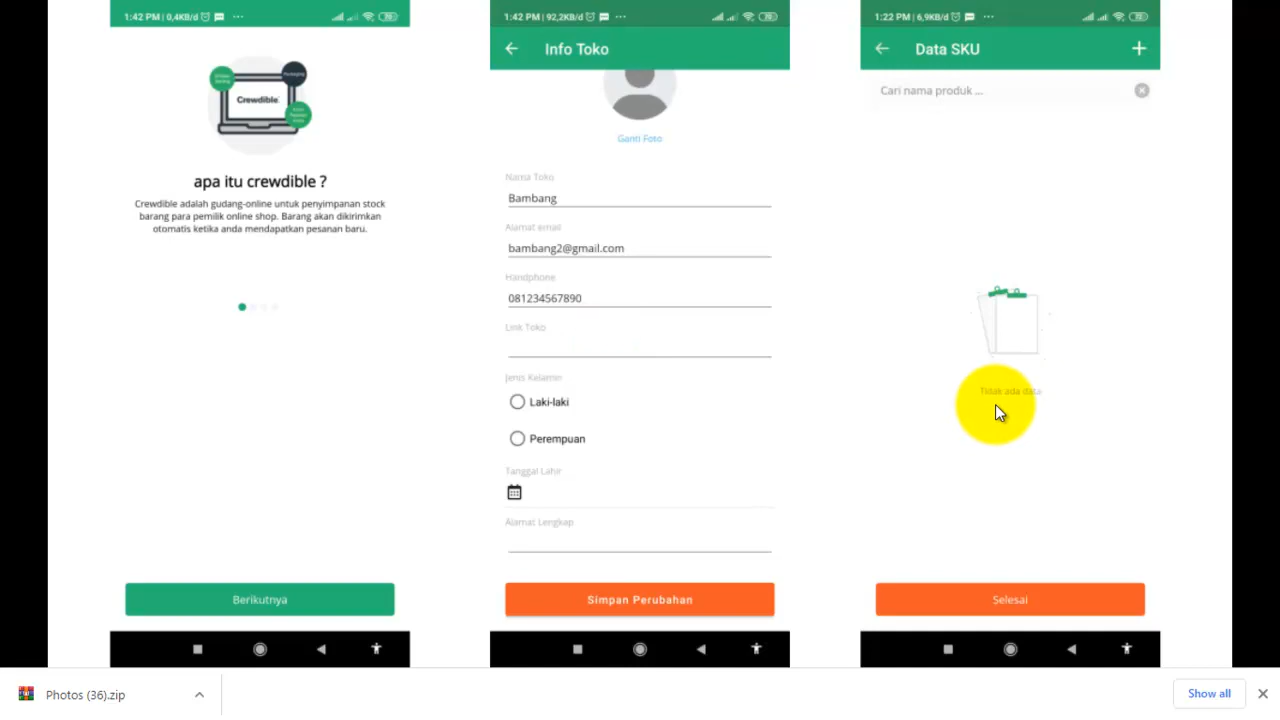 1:42 PM | 0,4KB/s
Crewdible
apa itu crewdible ?
Crewdible adalah gudang-online untuk penyimpanan stock
barang para pemilik online shop. Barang akan dikirimkan
otomatis ketika anda mendapatkan pesanan baru.
Berikutnya
1:42 PM | 92,2KB/s
Info Toko
Ganti Foto
Nama Toko
Bambang
Alamat email
bambang2@gmail.com
Handphone
081234567890
Link Toko
Jenis Kelamin
Laki-laki
Perempuan
Tanggal Lahir
Alamat Lengkap
Simpan Perubahan
1:22 PM | 6,9KB/s
Data SKU
Cari nama produk ...
Tidak ada data
Selesai
Photos (36).zip
Show all